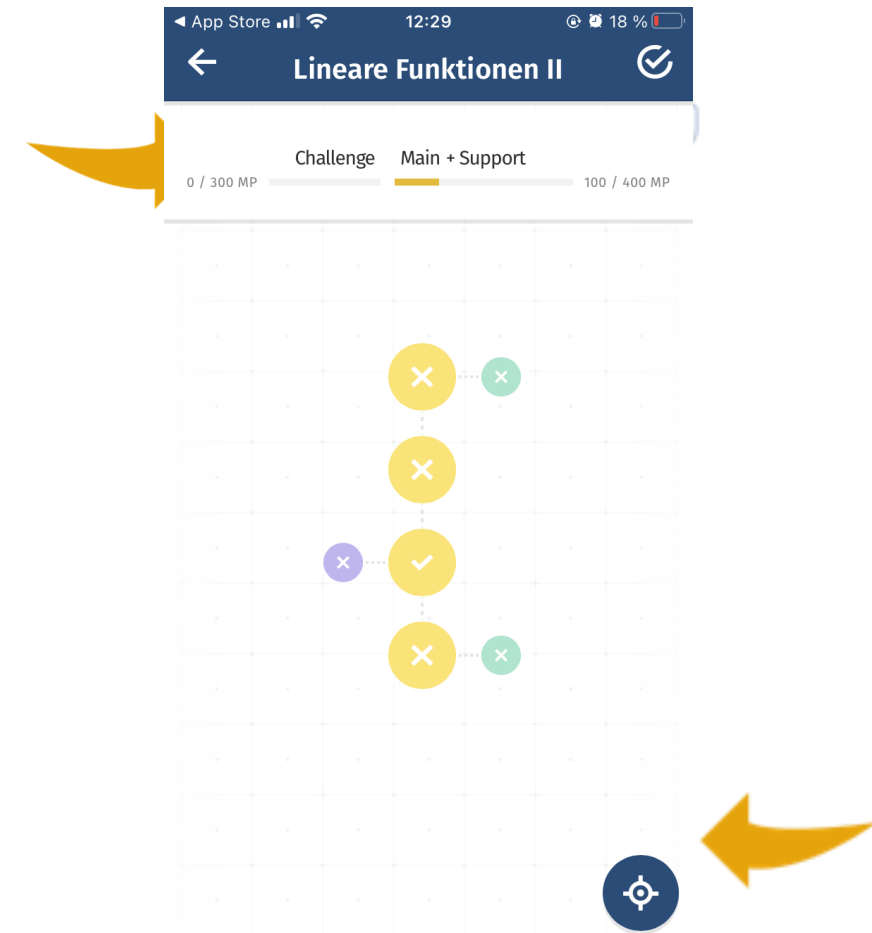 App Store 12:29 18 %
Lineare Funktionen II
Challenge Main + Support
0 / 300 MP 100 / 400 MP